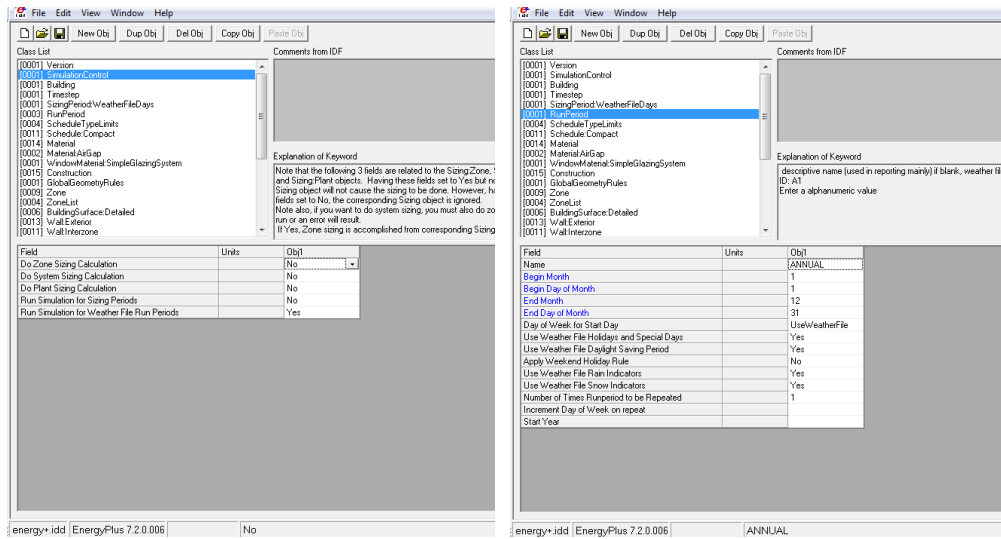 File Edit View Window Help
New Obj Dup Obj Del Obj Copy Obj Paste Obj
Class List
Comments from IDF
[0001] Version
[0001] SimulationControl
[0001] Building
[0001] Timestep
[0001] SizingPeriod:WeatherFileDays
[0003] RunPeriod
[0004] ScheduleTypeLimits
[0011] Schedule:Compact
[0014] Material
[0002] Material:AirGap
[0001] WindowMaterial:SimpleGlazingSystem
[0015] Construction
[0001] GlobalGeometryRules
[0009] Zone
[0004] ZoneList
[0006] BuildingSurface:Detailed
[0013] Wall:Exterior
[0011] Wall:Interzone
Explanation of Keyword
Note that the following 3 fields are related to the Sizing:Zone, S
and Sizing:Plant objects. Having these fields set to Yes but no
Sizing object will not cause the sizing to be done. However, ha
fields set to No, the corresponding Sizing object is ignored.
Note also, if you want to do system sizing, you must also do zo
run or an error will result.
If Yes, Zone sizing is accomplished from corresponding Sizing
Field Units Obj1
Do Zone Sizing Calculation No
Do System Sizing Calculation No
Do Plant Sizing Calculation No
Run Simulation for Sizing Periods No
Run Simulation for Weather File Run Periods Yes
energy+.idd EnergyPlus 7.2.0.006 No
File Edit View Window Help
New Obj Dup Obj Del Obj Copy Obj Paste Obj
Class List
Comments from IDF
[0001] Version
[0001] SimulationControl
[0001] Building
[0001] Timestep
[0001] SizingPeriod:WeatherFileDays
[0001] RunPeriod
[0004] ScheduleTypeLimits
[0011] Schedule:Compact
[0014] Material
[0002] Material:AirGap
[0001] WindowMaterial:SimpleGlazingSystem
[0015] Construction
[0001] GlobalGeometryRules
[0009] Zone
[0004] ZoneList
[0006] BuildingSurface:Detailed
[0013] Wall:Exterior
[0011] Wall:Interzone
Explanation of Keyword
descriptive name (used in reporting mainly) if blank, weather fil
ID: A1
Enter a alphanumeric value
Field Units Obj1
Name ANNUAL
Begin Month 1
Begin Day of Month 1
End Month 12
End Day of Month 31
Day of Week for Start Day UseWeatherFile
Use Weather File Holidays and Special Days Yes
Use Weather File Daylight Saving Period Yes
Apply Weekend Holiday Rule No
Use Weather File Rain Indicators Yes
Use Weather File Snow Indicators Yes
Number of Times Runperiod to be Repeated 1
Increment Day of Week on repeat
Start Year
energy+.idd EnergyPlus 7.2.0.006 ANNUAL